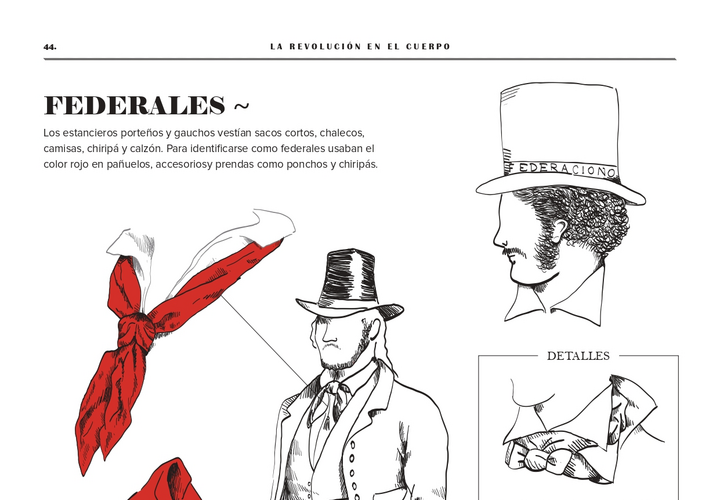 44.
LA REVOLUCIÓN EN EL CUERPO
FEDERALES ~
Los estancieros porteños y gauchos vestían sacos cortos, chalecos,
camisas, chiripá y calzón. Para identificarse como federales usaban el
color rojo en pañuelos, accesoriosy prendas como ponchos y chiripás.
FEDERACIONO
DETALLES